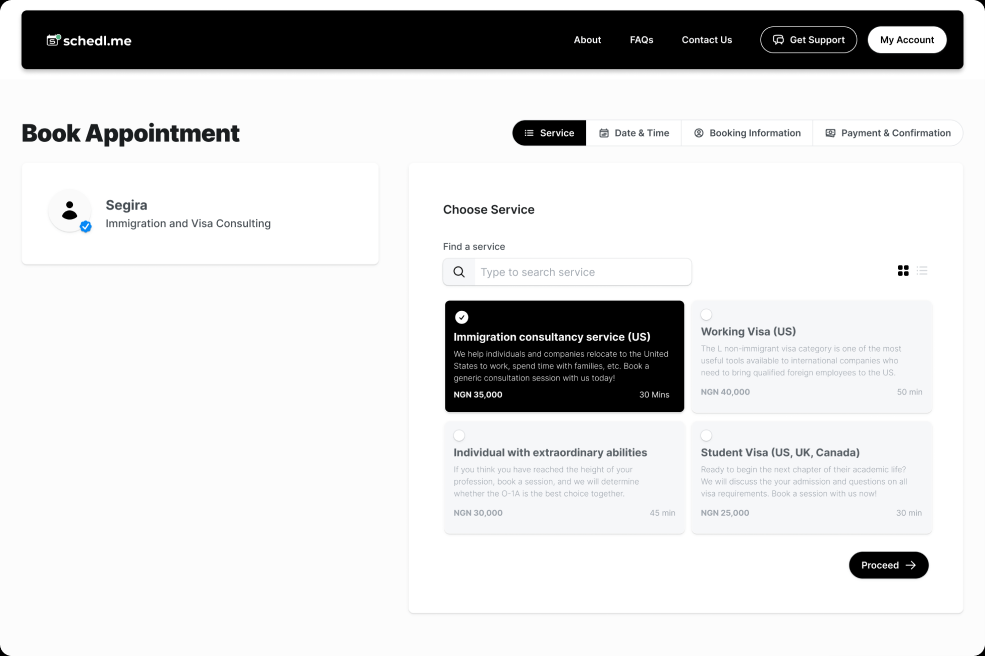 schedl.me
About
FAQs
Contact Us
Get Support
My Account
Book Appointment
Service
Date & Time
Booking Information
Payment & Confirmation
Segira
Immigration and Visa Consulting
Choose Service
Find a service
Type to search service
Immigration consultancy service (US)
We help individuals and companies relocate to the United
States to work, spend time with families, etc. Book a
generic consultation session with us today!
NGN 35,000
30 Mins
Working Visa (US)
The L non-immigrant visa category is one of the most
useful tools available to international companies who
need to bring qualified foreign employees to the US.
NGN 40,000
50 min
Individual with extraordinary abilities
If you think you have reached the height of your
profession, book a session, and we will determine
whether the O-1A is the best choice together.
NGN 30,000
45 min
Student Visa (US, UK, Canada)
Ready to begin the next chapter of their academic life?
We will discuss the your admission and questions on all
visa requirements. Book a session with us now!
NGN 25,000
30 min
Proceed